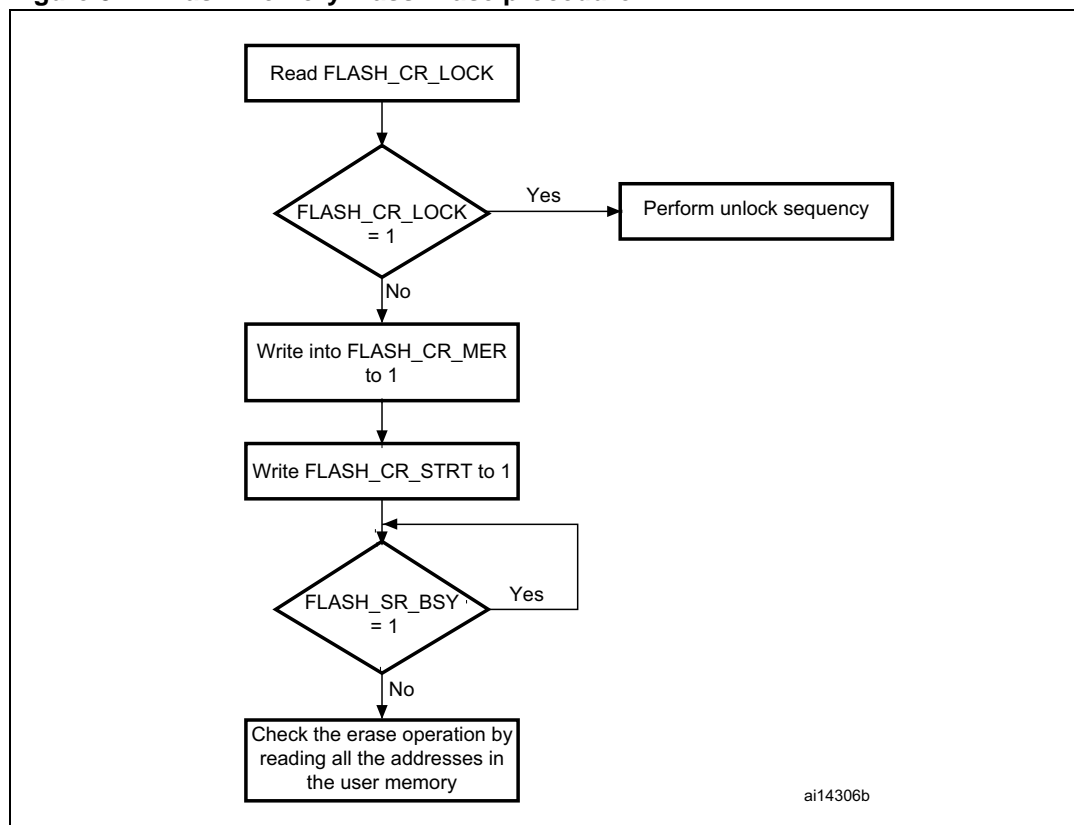 Read FLASH_CR_LOCK
FLASH_CR_LOCK
= 1
Yes
Perform unlock sequency
No
Write into FLASH_CR_MER
to 1
Write FLASH_CR_STRT to 1
FLASH_SR_BSY
= 1
Yes
No
Check the erase operation by
reading all the addresses in
the user memory
ai14306b